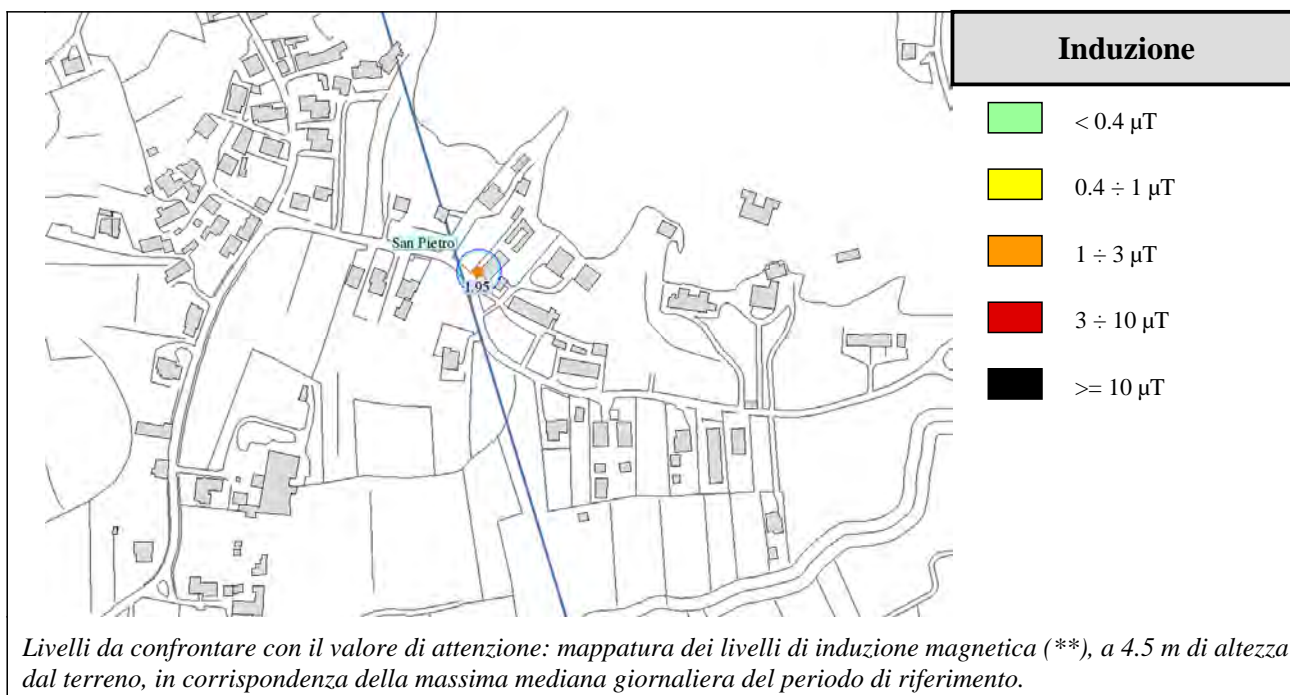 Induzione
< 0.4 µT
0.4 ÷ 1 µT
1 ÷ 3 µT
3 ÷ 10 µT
>= 10 µT
San Pietro
1.95
Livelli da confrontare con il valore di attenzione: mappatura dei livelli di induzione magnetica (**), a 4.5 m di altezza
dal terreno, in corrispondenza della massima mediana giornaliera del periodo di riferimento.